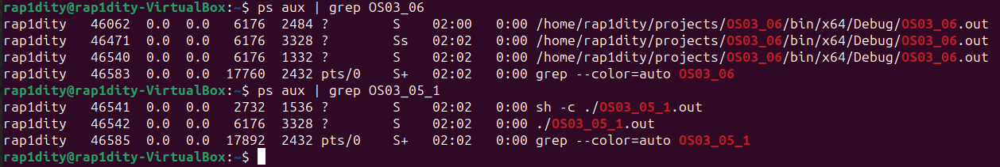 rap1dity@rap1dity-VirtualBox:~$ ps aux | grep OS03_06
rap1dity   46062  0.0  0.0   6176  2484 ?        S    02:00   0:00 /home/rap1dity/projects/OS03_06/bin/x64/Debug/OS03_06.out
rap1dity   46471  0.0  0.0   6176  3328 ?        Ss   02:02   0:00 /home/rap1dity/projects/OS03_06/bin/x64/Debug/OS03_06.out
rap1dity   46540  0.0  0.0   6176  1332 ?        S    02:02   0:00 /home/rap1dity/projects/OS03_06/bin/x64/Debug/OS03_06.out
rap1dity   46583  0.0  0.0  17760  2432 pts/0    S+   02:02   0:00 grep --color=auto OS03_06
rap1dity@rap1dity-VirtualBox:~$ ps aux | grep OS03_05_1
rap1dity   46541  0.0  0.0   2732  1536 ?        S    02:02   0:00 sh -c ./OS03_05_1.out
rap1dity   46542  0.0  0.0   6176  3328 ?        S    02:02   0:00 ./OS03_05_1.out
rap1dity   46585  0.0  0.0  17892  2432 pts/0    S+   02:02   0:00 grep --color=auto OS03_05_1
rap1dity@rap1dity-VirtualBox:~$